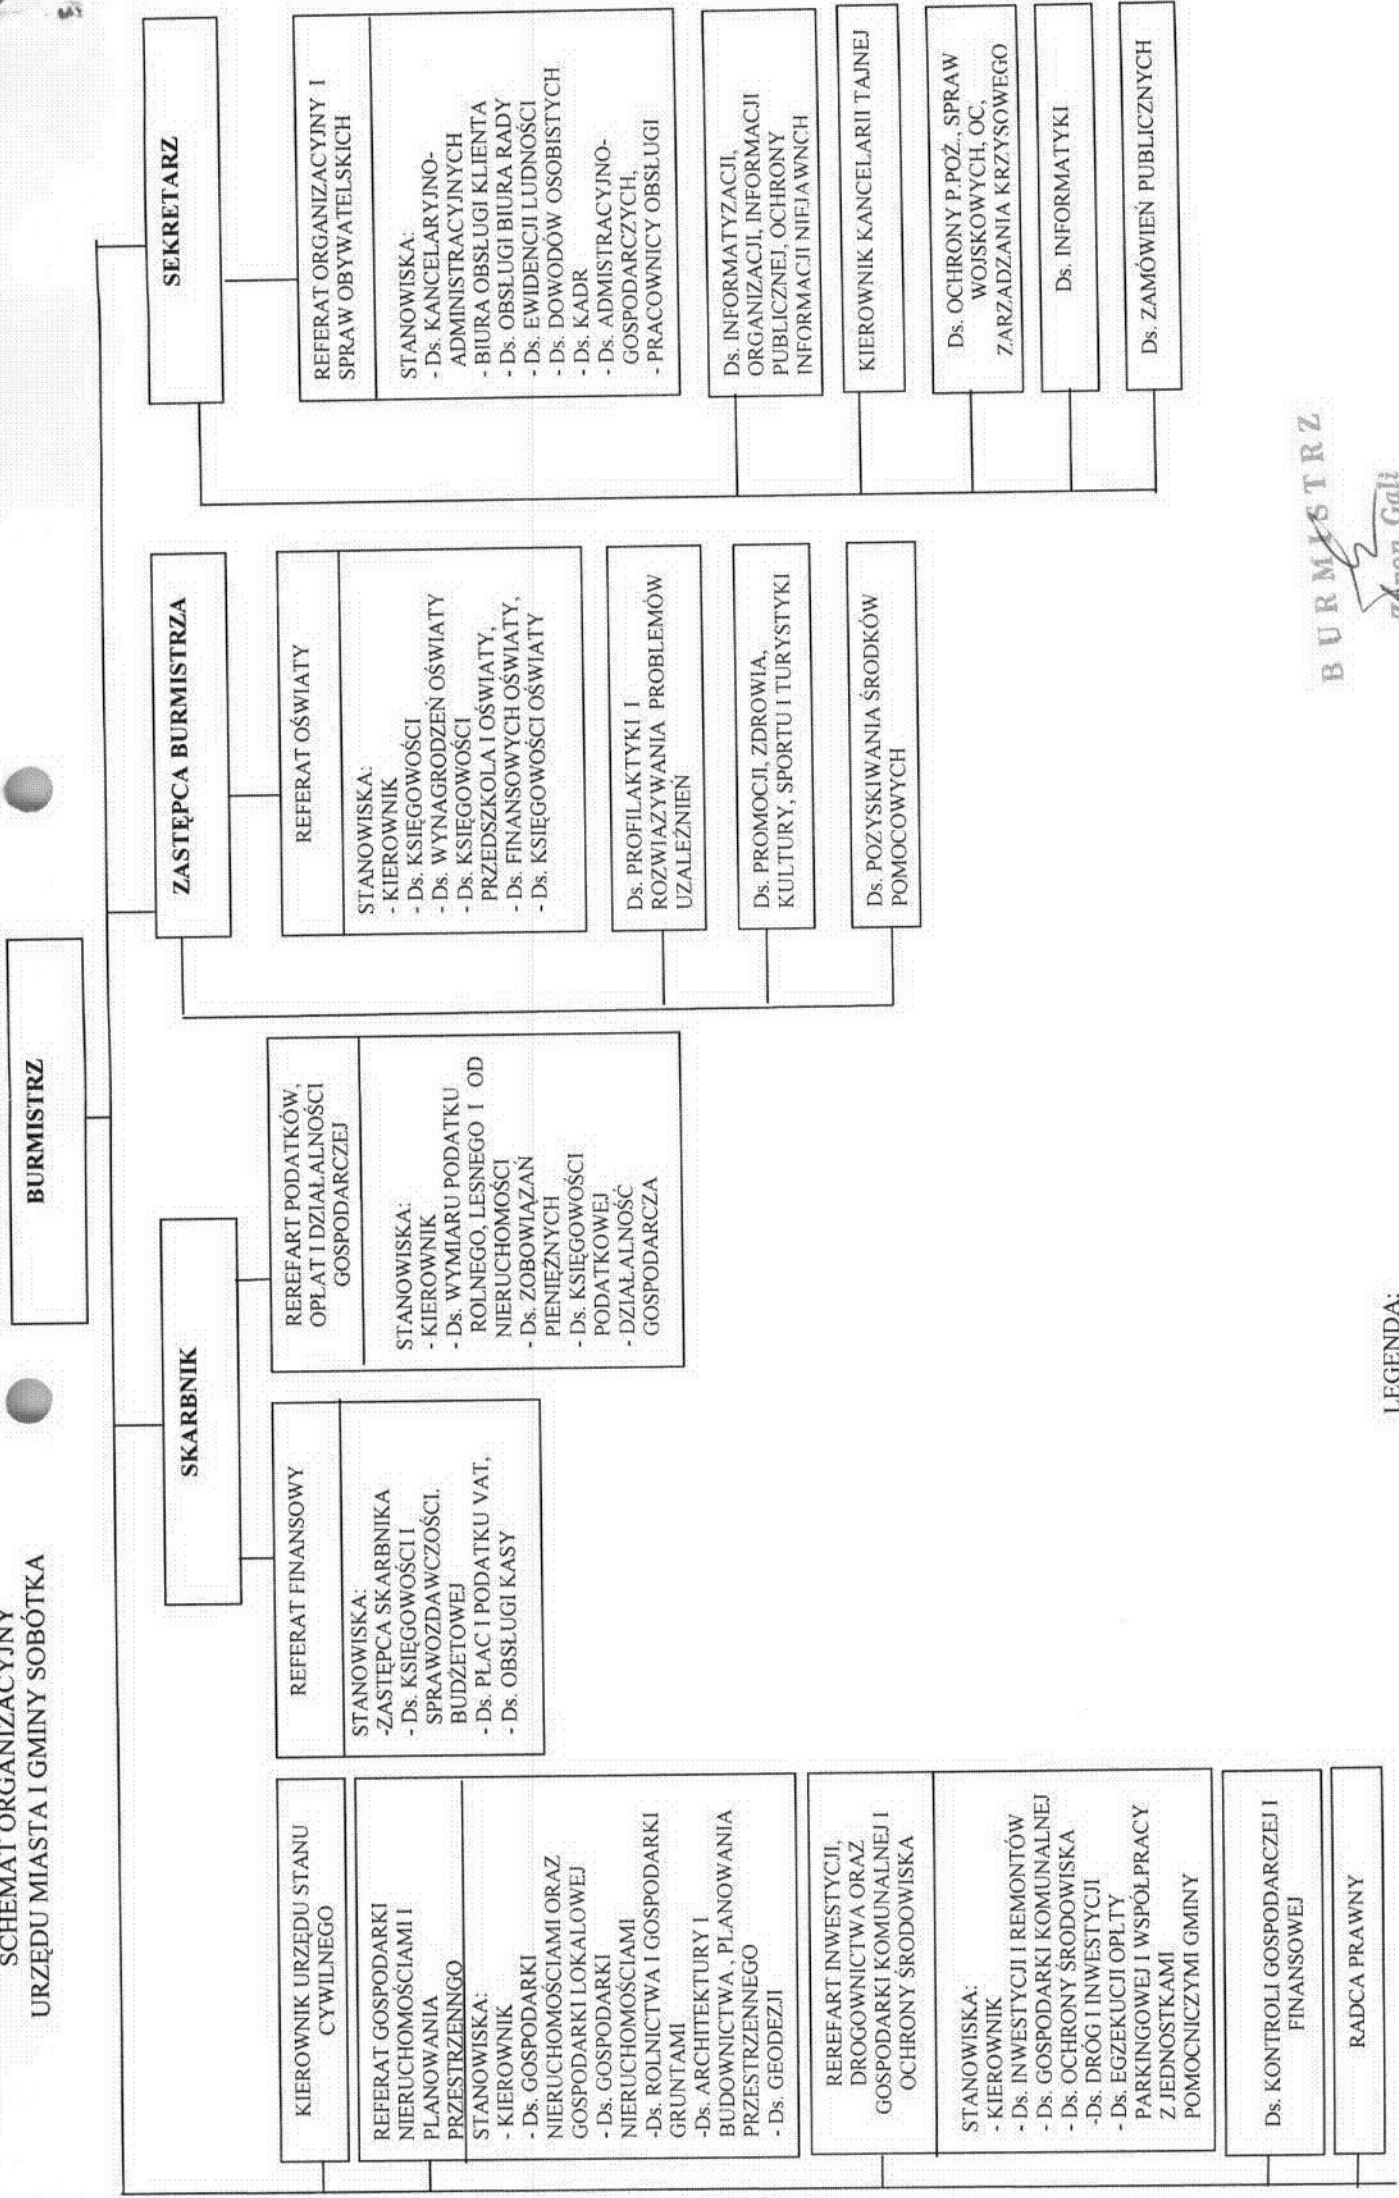 SCHEMAT ORGANIZACYJNY
URZĘDU MIASTA I GMINY SOBÓTKA
BURMISTRZ
SKARBNIK
ZASTĘPCA BURMISTRZA
SEKRETARZ
KIEROWNIK URZĘDU STANU
CYWILNEGO
REFERAT GOSPODARKI
NIERUCHOMOŚCIAMI I
PLANOWANIA
PRZESTRZENNGO
STANOWISKA:
- KIEROWNIK
- Ds. GOSPODARKI
NIERUCHOMOŚCIAMI ORAZ
GOSPODARKI LOKALOWEJ
- Ds. GOSPODARKI
NIERUCHOMOŚCIAMI
-Ds. ROLNICTWA I GOSPODARKI
GRUNTAMI
-Ds. ARCHITEKTURY I
BUDOWNICTWA, PLANOWANIA
PRZESTRZENNEGO
- Ds. GEODEZJI
REREFART INWESTYCJI,
DROGOWNICTWA ORAZ
GOSPODARKI KOMUNALNEJ I
OCHRONY ŚRODOWISKA
STANOWISKA:
- KIEROWNIK
- Ds. INWESTYCJI I REMONTÓW
- Ds. GOSPODARKI KOMUNALNEJ
- Ds. OCHRONY ŚRODOWISKA
-Ds. DRÓG I INWESTYCJI
- Ds. EGZEKUCJI OPŁTY
PARKINGOWEJ I WSPÓŁPRACY
Z JEDNOSTKAMI
POMOCNICZYMI GMINY
Ds. KONTROLI GOSPODARCZEJ I
FINANSOWEJ
RADCA PRAWNY
REFERAT FINANSOWY
STANOWISKA:
-ZASTĘPCA SKARBNIKA
- Ds. KSIĘGOWOŚCI I
SPRAWOZDAWCZOŚCI.
BUDŻETOWEJ
- Ds. PŁAC I PODATKU VAT,
- Ds. OBSŁUGI KASY
REREFART PODATKÓW,
OPŁAT I DZIAŁALNOŚCI
GOSPODARCZEJ
STANOWISKA:
- KIEROWNIK
- Ds. WYMIARU PODATKU
ROLNEGO, LESNEGO I OD
NIERUCHOMOŚCI
- Ds. ZOBOWIĄZAŃ
PIENIĘŻNYCH
- Ds. KSIĘGOWOŚCI
PODATKOWEJ
- DZIAŁALNOŚĆ
GOSPODARCZA
REFERAT OŚWIATY
STANOWISKA:
- KIEROWNIK
- Ds. KSIĘGOWOŚCI
- Ds. WYNAGRODZEŃ OŚWIATY
- Ds. KSIĘGOWOŚCI
PRZEDSZKOLA I OŚWIATY,
- Ds. FINANSOWYCH OŚWIATY,
- Ds. KSIĘGOWOŚCI OŚWIATY
Ds. PROFILAKTYKI I
ROZWIAZYWANIA PROBLEMÓW
UZALEŻNIEŃ
Ds. PROMOCJI, ZDROWIA,
KULTURY, SPORTU I TURYSTYKI
Ds. POZYSKIWANIA ŚRODKÓW
POMOCOWYCH
REFERAT ORGANIZACYJNY I
SPRAW OBYWATELSKICH
STANOWISKA:
- Ds. KANCELARYJNO-
ADMINISTRACYJNYCH
- BIURA OBSŁUGI KLIENTA
- Ds. OBSŁUGI BIURA RADY
- Ds. EWIDENCJI LUDNOŚCI
- Ds. DOWODÓW OSOBISTYCH
- Ds. KADR
- Ds. ADMISTRACYJNO-
GOSPODARCZYCH,
- PRACOWNICY OBSŁUGI
Ds. INFORMATYZACJI,
ORGANIZACJI, INFORMACJI
PUBLICZNEJ, OCHRONY
INFORMACJI NIEJAWNCH
KIEROWNIK KANCELARII TAJNEJ
Ds. OCHRONY P.POŻ., SPRAW
WOJSKOWYCH, OC,
ZARZADZANIA KRZYSOWEGO
Ds. INFORMATYKI
Ds. ZAMÓWIEŃ PUBLICZNYCH
BURMISTRZ
Zenon Gali
LEGENDA: